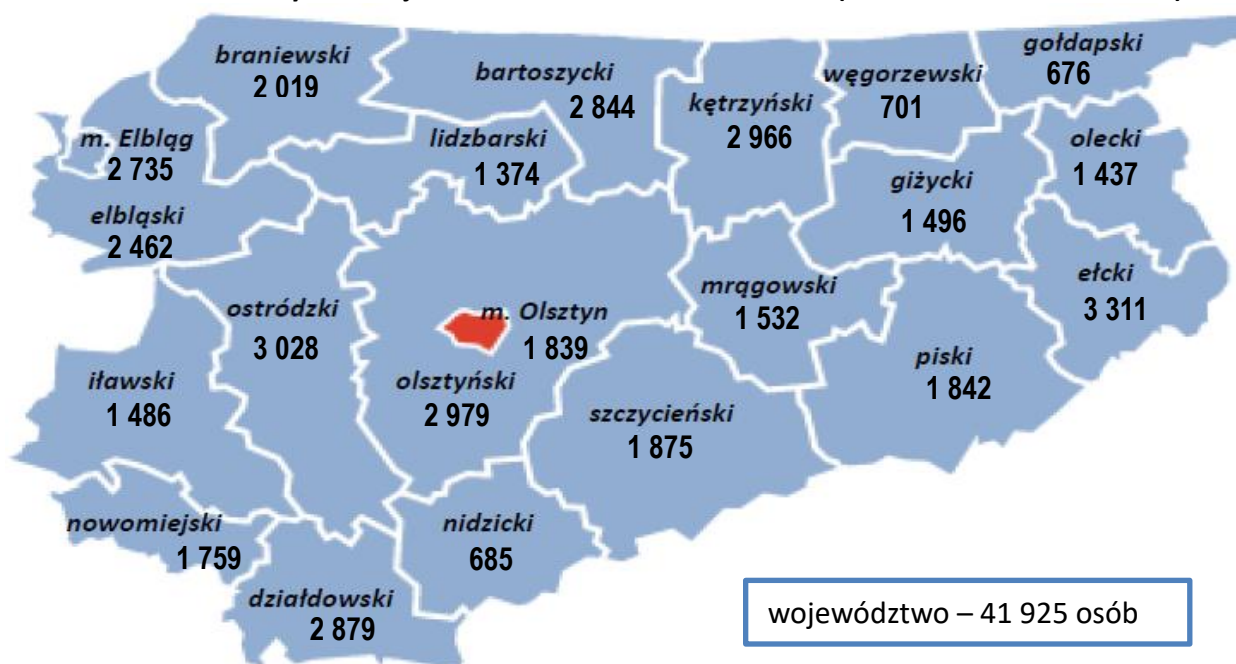 braniewski
2 019
bartoszycki
2 844
kętrzyński
2 966
węgorzewski
701
gołdapski
676
m. Elbląg
2 735
lidzbarski
1 374
giżycki
1 496
olecki
1 437
elbląski
2 462
ostródzki
3 028
m. Olsztyn
1 839
mrągowski
1 532
ełcki
3 311
iławski
1 486
olsztyński
2 979
szczycieński
1 875
piski
1 842
nowomiejski
1 759
nidzicki
685
działdowski
2 879
województwo – 41 925 osób